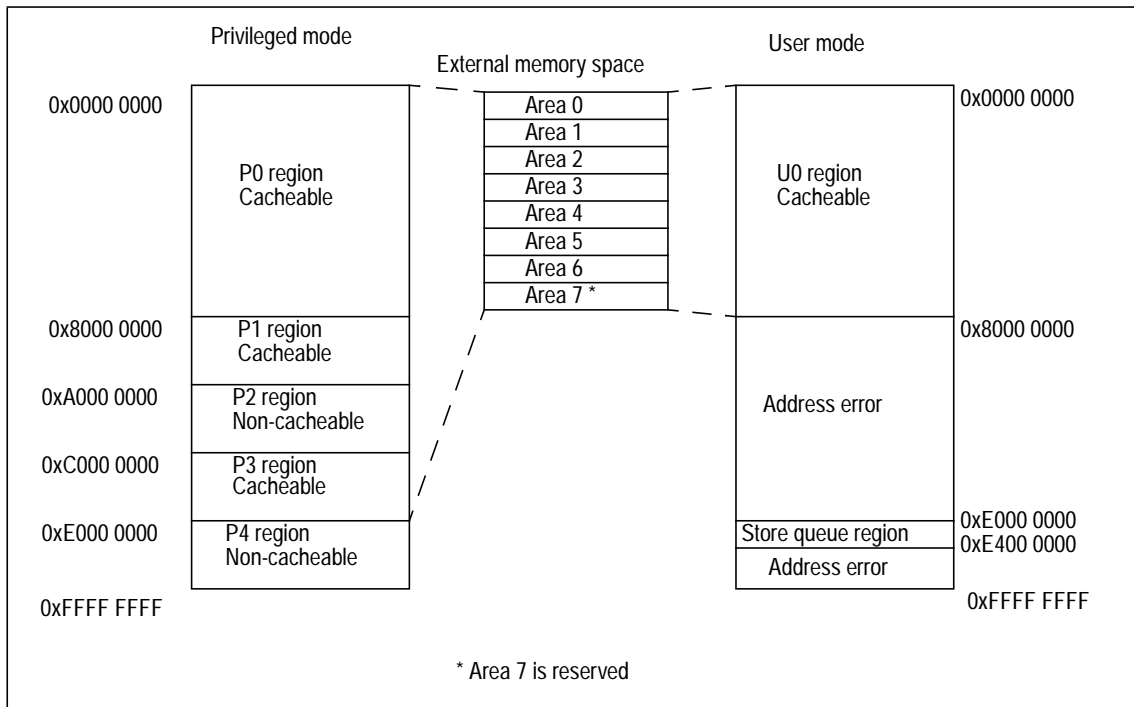 Privileged mode
External memory space
User mode
0x0000 0000
P0 region
Cacheable
0x8000 0000
P1 region
Cacheable
0xA000 0000
P2 region
Non-cacheable
0xC000 0000
P3 region
Cacheable
0xE000 0000
P4 region
Non-cacheable
0xFFFF FFFF
Area 0
Area 1
Area 2
Area 3
Area 4
Area 5
Area 6
Area 7 *
0x0000 0000
U0 region
Cacheable
0x8000 0000
Address error
0xE000 0000
Store queue region
0xE400 0000
Address error
0xFFFF FFFF
* Area 7 is reserved